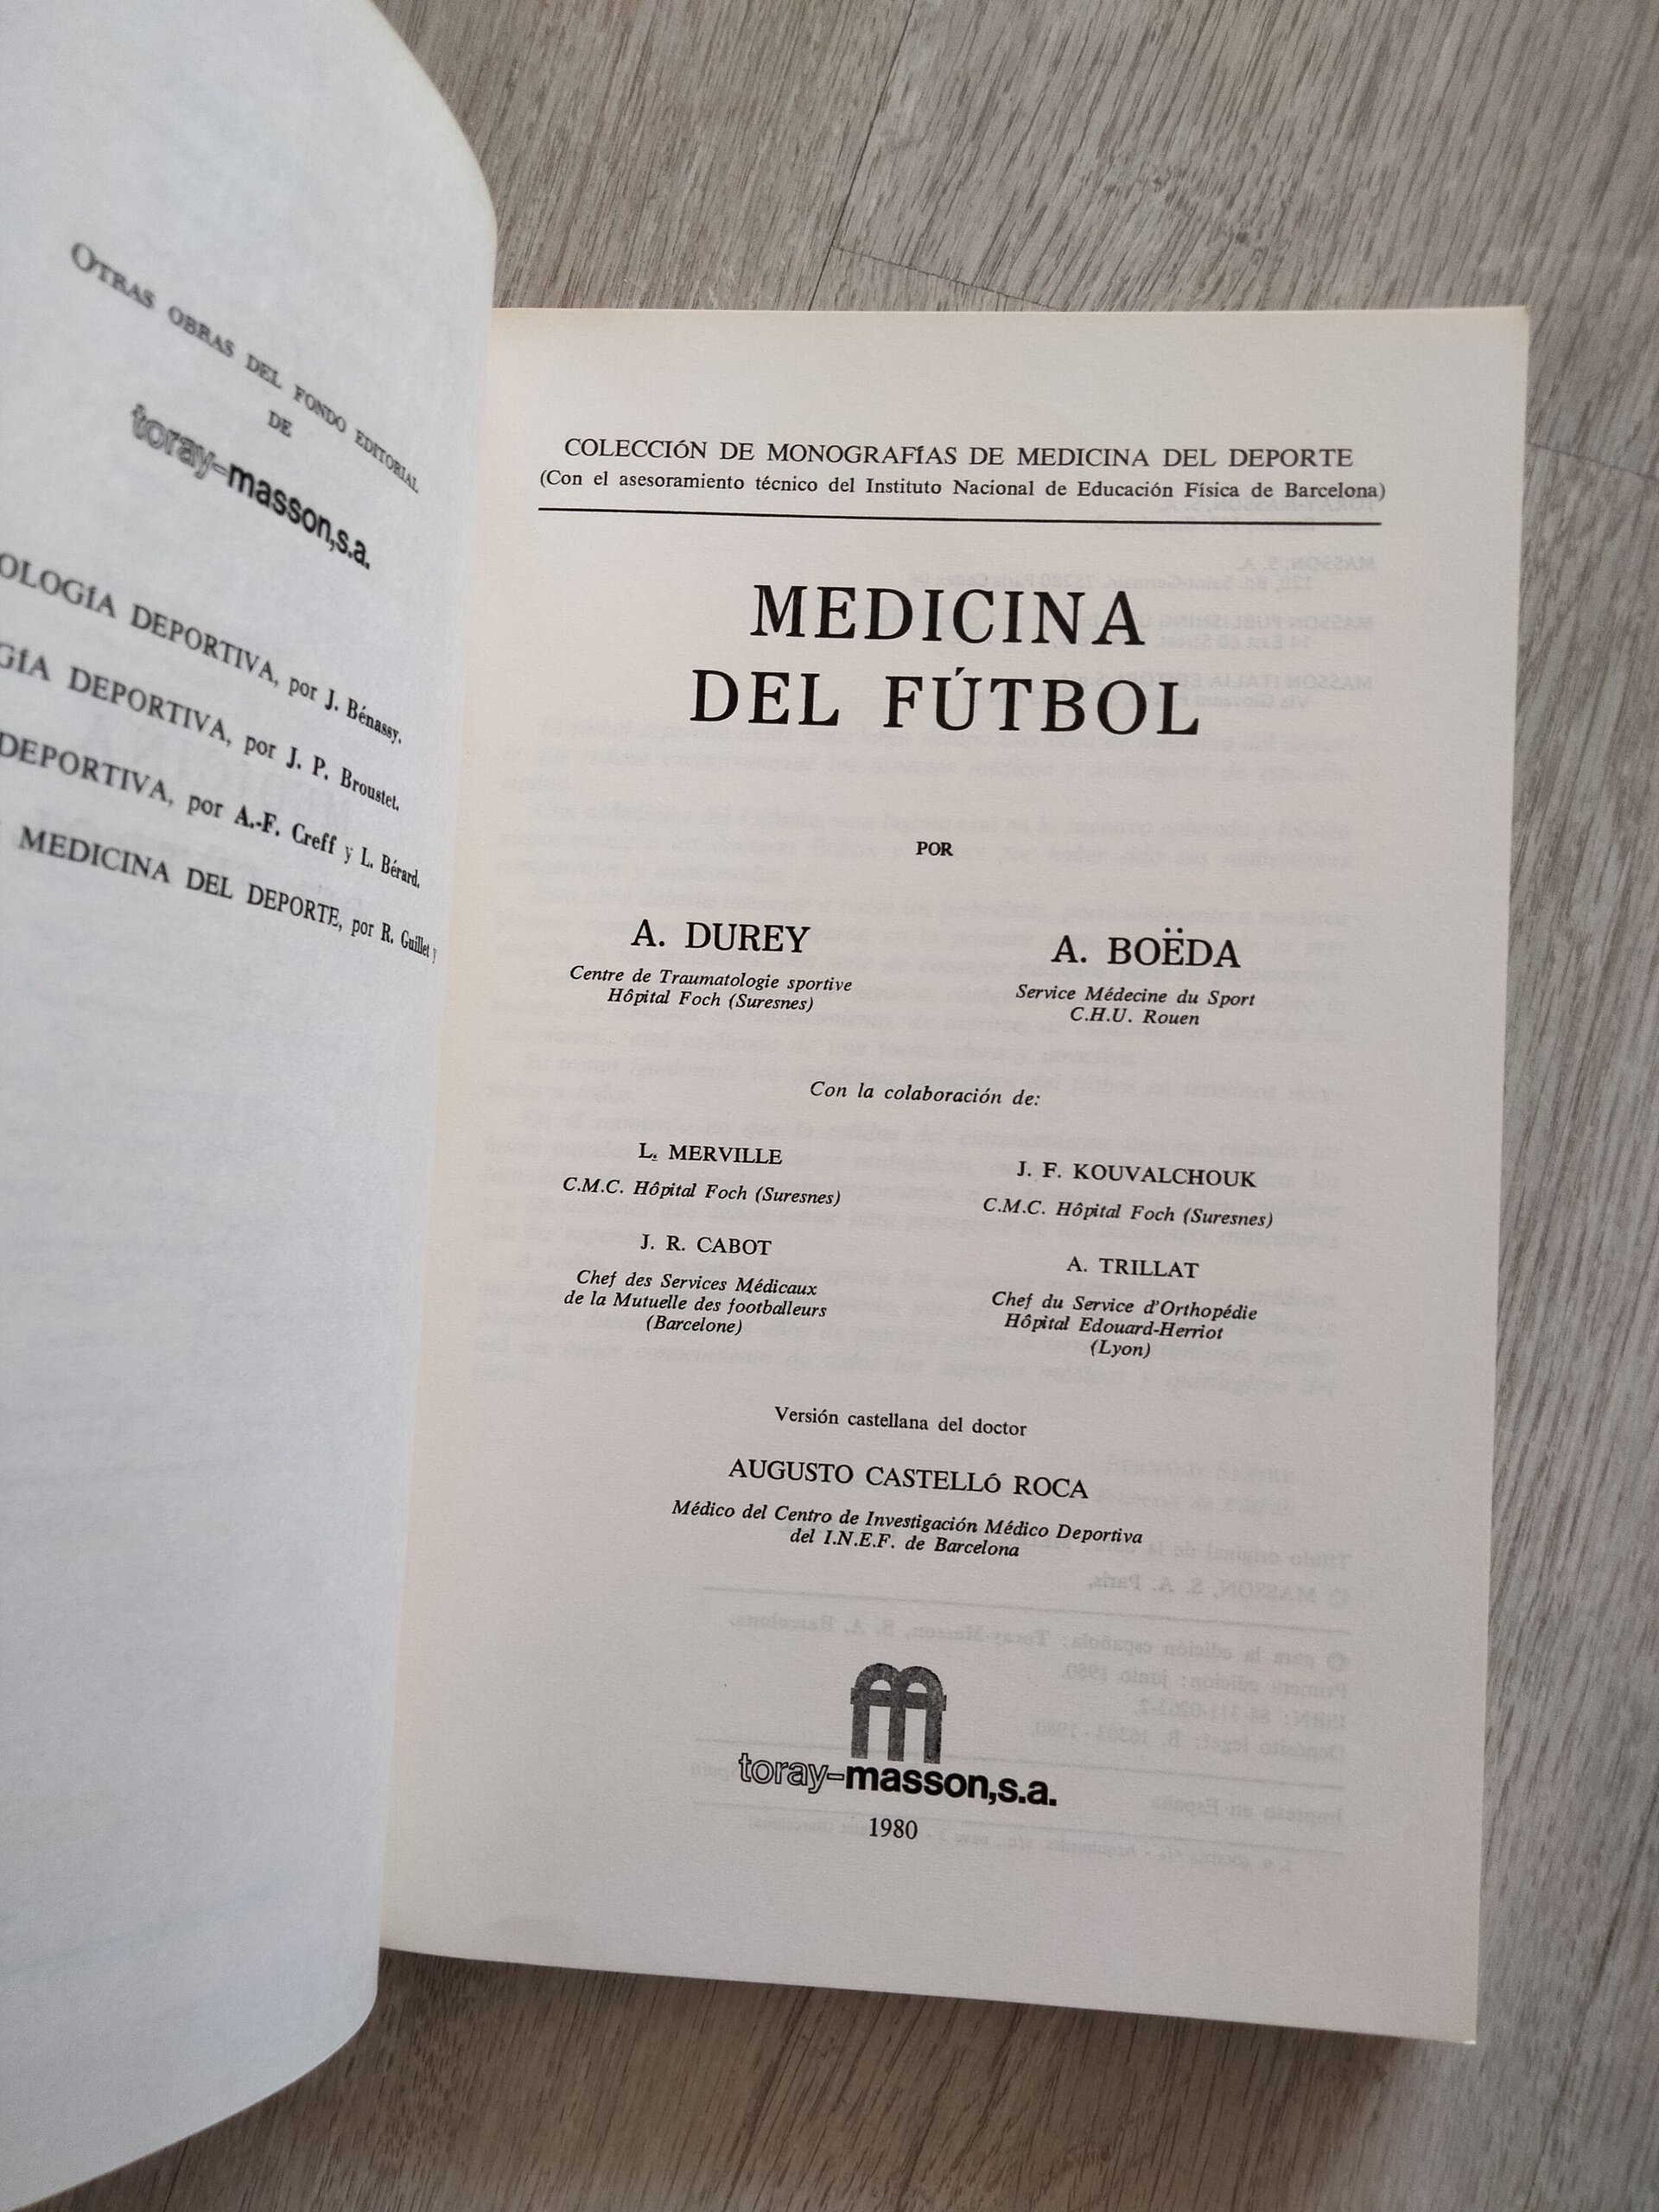 OTRAS OBRAS DEL FONDO EDITORIAL
DE
toray-masson,s.a.
DEPORTIVA, por J. Bénassy.
DEPORTIVA, por J. P. Broustet.
DEPORTIVA, por A.-F. Creff y L. Bérard.
MEDICINA DEL DEPORTE, por R. Guillet y
COLECCIÓN DE MONOGRAFÍAS DE MEDICINA DEL DEPORTE
(Con el asesoramiento técnico del Instituto Nacional de Educación Física de Barcelona)
MEDICINA
DEL FÚTBOL
POR
A. DUREY
Centre de Traumatologie sportive
Hôpital Foch (Suresnes)
A. BOËDA
Service Médecine du Sport
C.H.U. Rouen
Con la colaboración de:
L. MERVILLE
C.M.C. Hôpital Foch (Suresnes)
J. F. KOUVALCHOUK
C.M.C. Hôpital Foch (Suresnes)
J. R. CABOT
Chef des Services Médicaux
de la Mutuelle des footballeurs
(Barcelone)
A. TRILLAT
Chef du Service d'Orthopédie
Hôpital Edouard-Herriot
(Lyon)
Versión castellana del doctor
AUGUSTO CASTELLÓ ROCA
Médico del Centro de Investigación Médico Deportiva
del I.N.E.F. de Barcelona
toray-masson,s.a.
1980